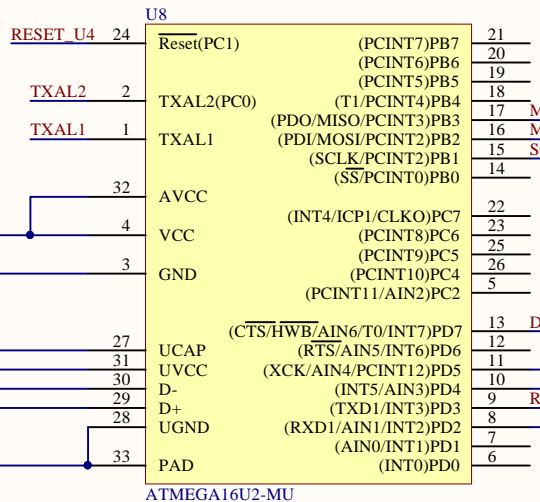 U8
RESET_U4 24 Reset(PC1) (PCINT7)PB7 21
(PCINT6)PB6 20
(PCINT5)PB5 19
TXAL2 2 TXAL2(PC0) (T1/PCINT4)PB4 18
(PDO/MISO/PCINT3)PB3 17 M
TXAL1 1 TXAL1 (PDI/MOSI/PCINT2)PB2 16 M
(SCLK/PCINT2)PB1 15 S
(SS/PCINT0)PB0 14
32 AVCC
(INT4/ICP1/CLKO)PC7 22
4 VCC (PCINT8)PC6 23
(PCINT9)PC5 25
3 GND (PCINT10)PC4 26
(PCINT11/AIN2)PC2 5
(CTS/HWB/AIN6/T0/INT7)PD7 13 D
27 UCAP (RTS/AIN5/INT6)PD6 12
31 UVCC (XCK/AIN4/PCINT12)PD5 11
30 D- (INT5/AIN3)PD4 10
29 D+ (TXD1/INT3)PD3 9 R
28 UGND (RXD1/AIN1/INT2)PD2 8
(AIN0/INT1)PD1 7
33 PAD (INT0)PD0 6
ATMEGA16U2-MU